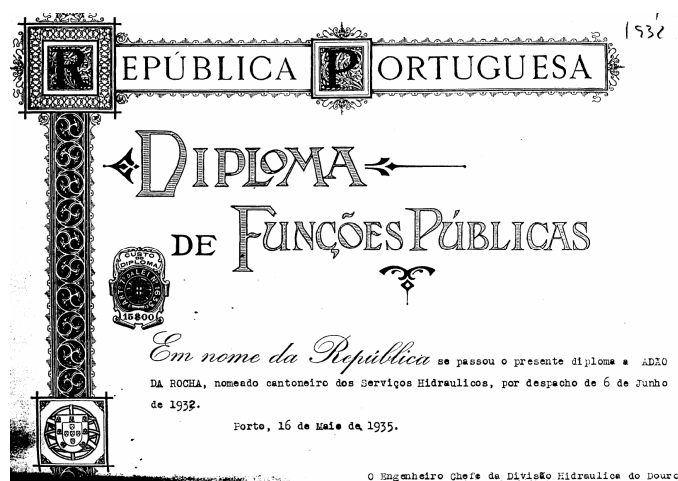 1932
REPÚBLICA PORTUGUESA
DIPLOMA
DE FUNÇÕES PÚBLICAS
CUSTO
DO
DIPLOMA
15$00
Em nome da República se passou o presente diploma a ADÃO
DA ROCHA, nomeado cantoneiro dos Serviços Hidraulicos, por despacho de 6 de Junho
de 1932.
Porto, 16 de Maio de 1935.
O Engenheiro Chefe da Divisão Hidraulica do Douro